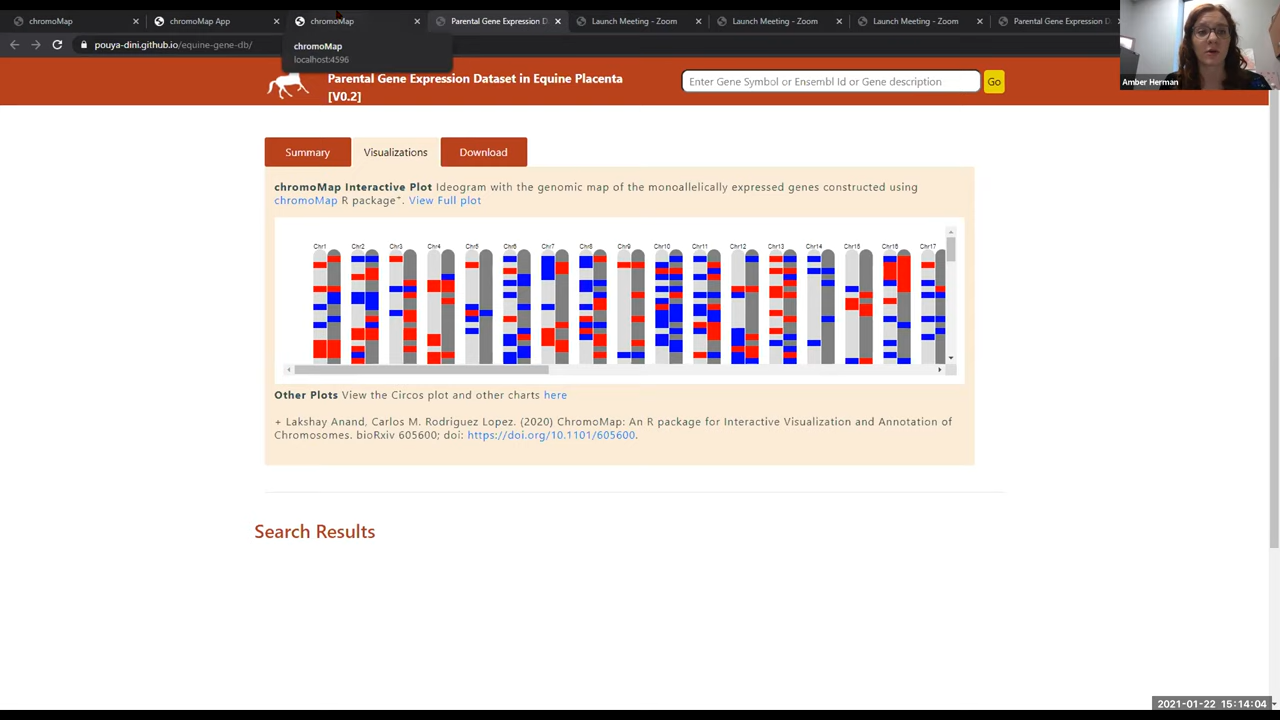 chromoMap
chromoMap App
chromoMap
Parental Gene Expression D
Launch Meeting - Zoom
Launch Meeting - Zoom
Launch Meeting - Zoom
Parental Gene Expression D
pouya-dini.github.io/equine-gene-db/
chromoMap
localhost:4596
Amber Herman
Parental Gene Expression Dataset in Equine Placenta
[V0.2]
Enter Gene Symbol or Ensembl Id or Gene description
Go
Summary
Visualizations
Download
chromoMap Interactive Plot Ideogram with the genomic map of the monoallelically expressed genes constructed using
chromoMap R package+. View Full plot
Chr1 Chr2 Chr3 Chr4 Chr5 Chr6 Chr7 Chr8 Chr9 Chr10 Chr11 Chr12 Chr13 Chr14 Chr15 Chr16 Chr17
Other Plots View the Circos plot and other charts here
+ Lakshay Anand, Carlos M. Rodriguez Lopez. (2020) ChromoMap: An R package for Interactive Visualization and Annotation of
Chromosomes. bioRxiv 605600; doi: https://doi.org/10.1101/605600.
Search Results
2021-01-22 15:14:04